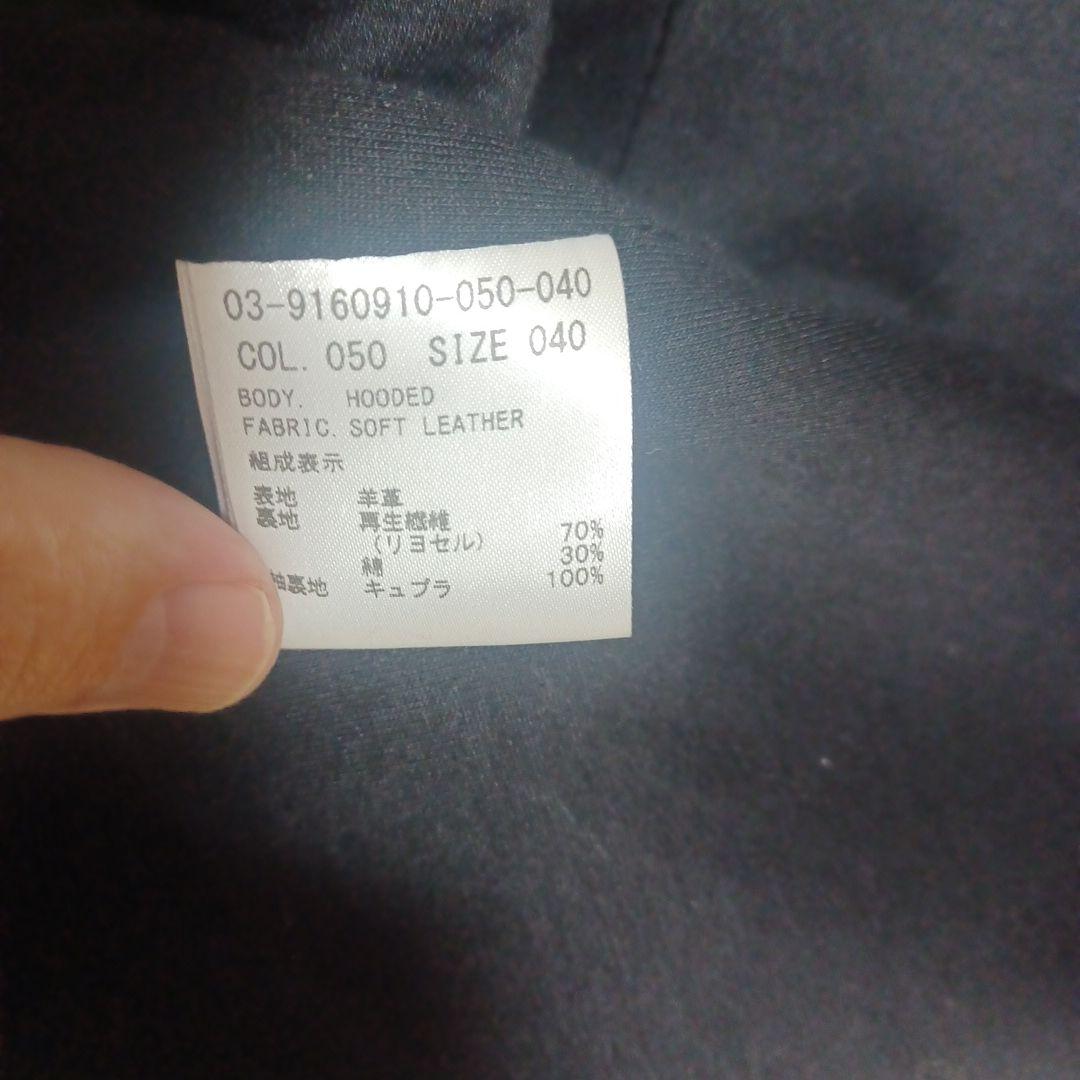 03-9160910-050-040
COL. 050 SIZE 040
BODY. HOODED
FABRIC. SOFT LEATHER
組成表示
表地 羊革
裏地 再生繊維
(リヨセル) 70%
綿 30%
袖裏地 キュプラ 100%